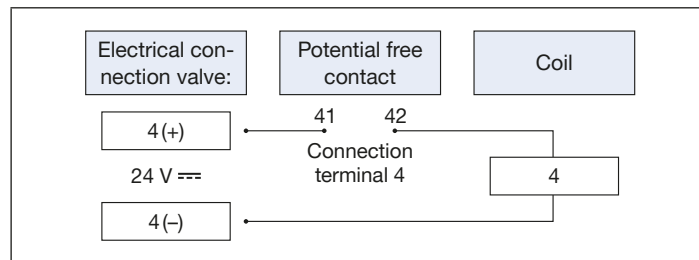 Electrical con-
nection valve:
Potential free
contact
Coil
4 (+)
41 42
Connection
terminal 4
24 V ⎓
4
4 (–)